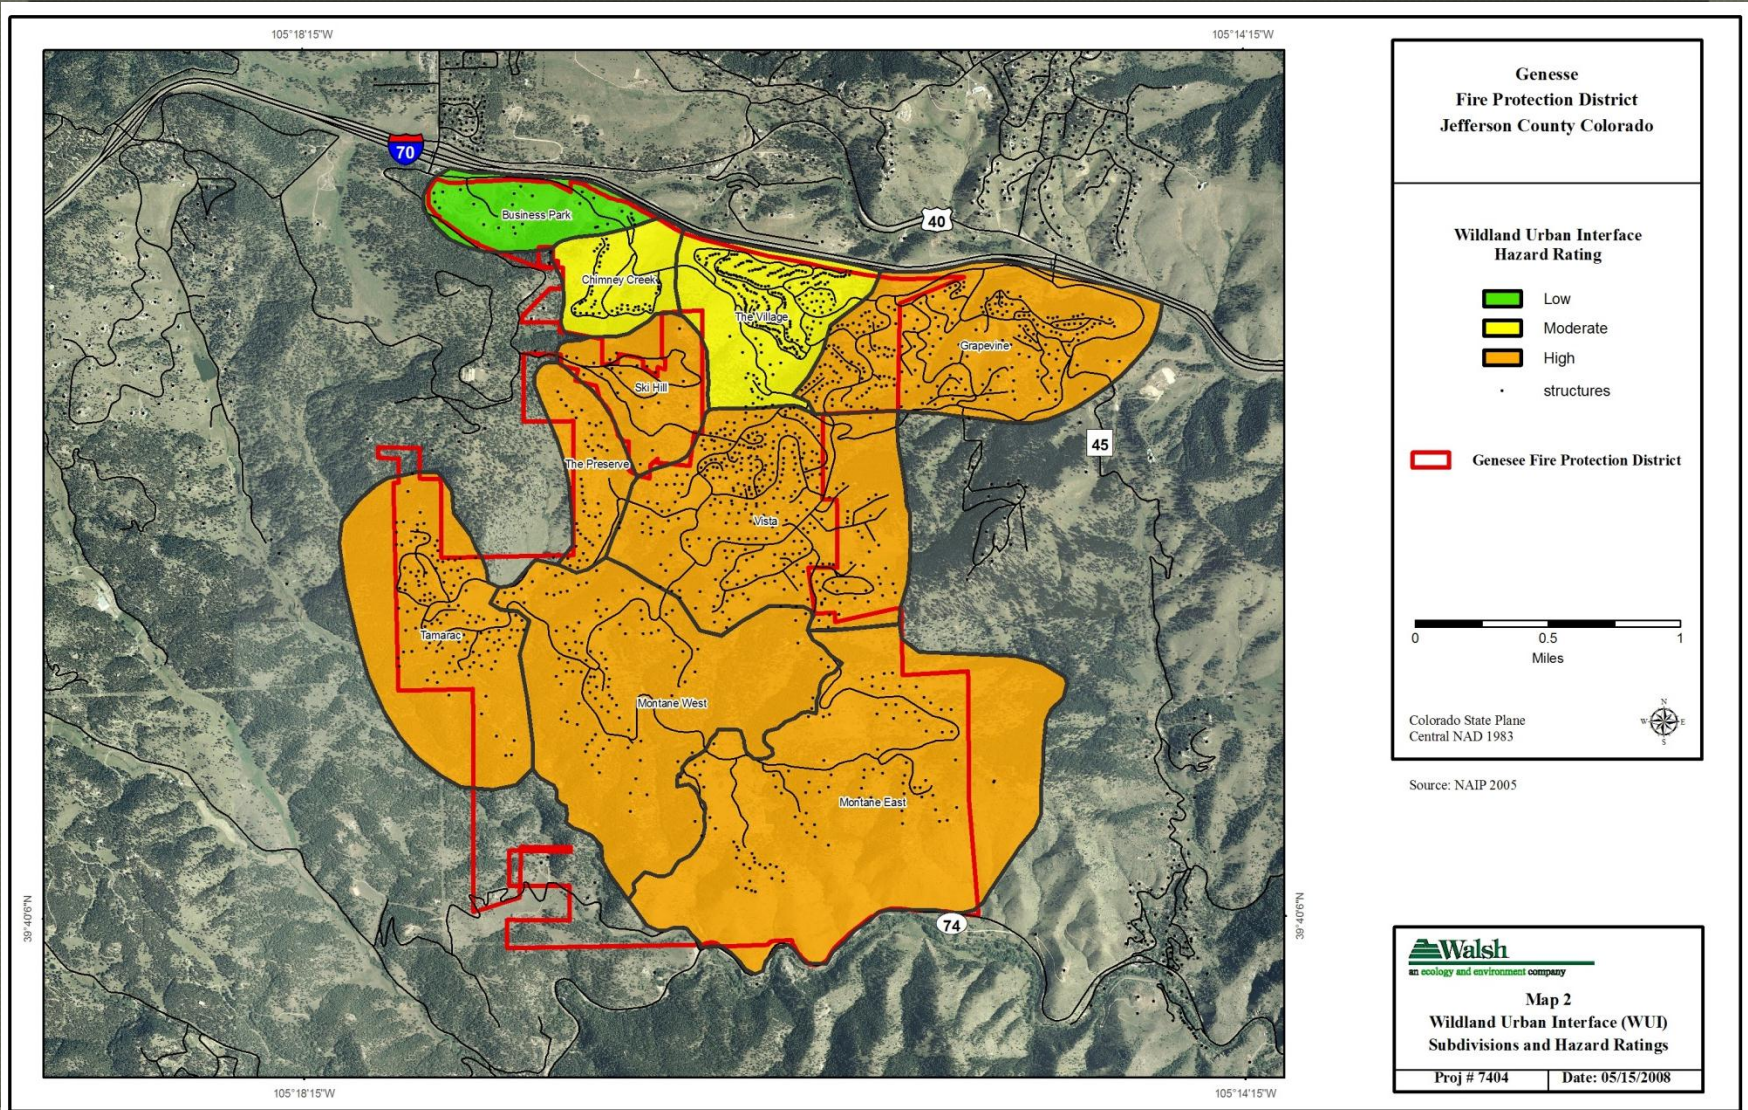 105°18'15"W
105°14'15"W
70
40
45
74
Business Park
Chimney Creek
The Village
Grapevine
Ski Hill
The Preserve
Vista
Tamarac
Montane West
Montane East
39°40'6"N
39°40'6"N
105°18'15"W
105°14'15"W
Genesse
Fire Protection District
Jefferson County Colorado
Wildland Urban Interface
Hazard Rating
Low
Moderate
High
structures
Genesee Fire Protection District
0 0.5 1
Miles
Colorado State Plane
Central NAD 1983
N
W E
S
Source: NAIP 2005
Walsh
an ecology and environment company
Map 2
Wildland Urban Interface (WUI)
Subdivisions and Hazard Ratings
Proj # 7404 Date: 05/15/2008